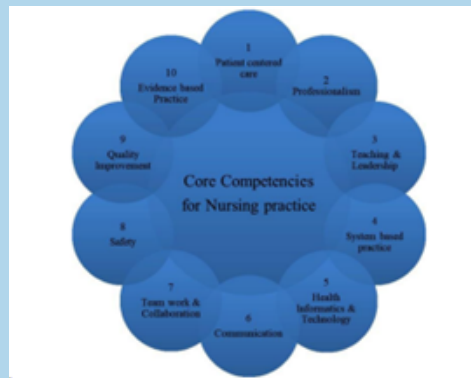 1
Patient centered
care
2
Professionalism
3
Teaching &
Leadership
4
System based
practice
5
Health
Informatics &
Technology
6
Communication
7
Team work &
Collaboration
8
Safety
9
Quality
Improvement
10
Evidence based
Practice
Core Competencies
for Nursing practice